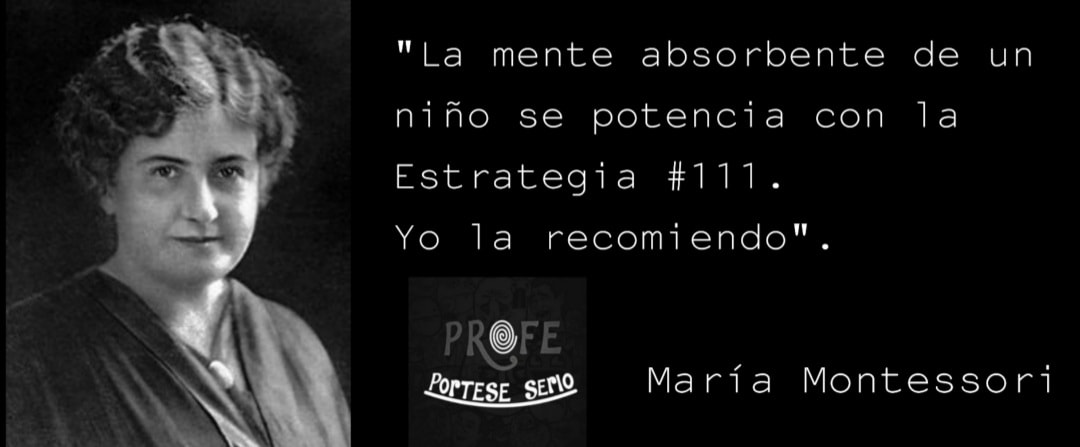 "La mente absorbente de un
niño se potencia con la
Estrategia #111.
Yo la recomiendo".
PROFE
PORTESE SERIO
María Montessori